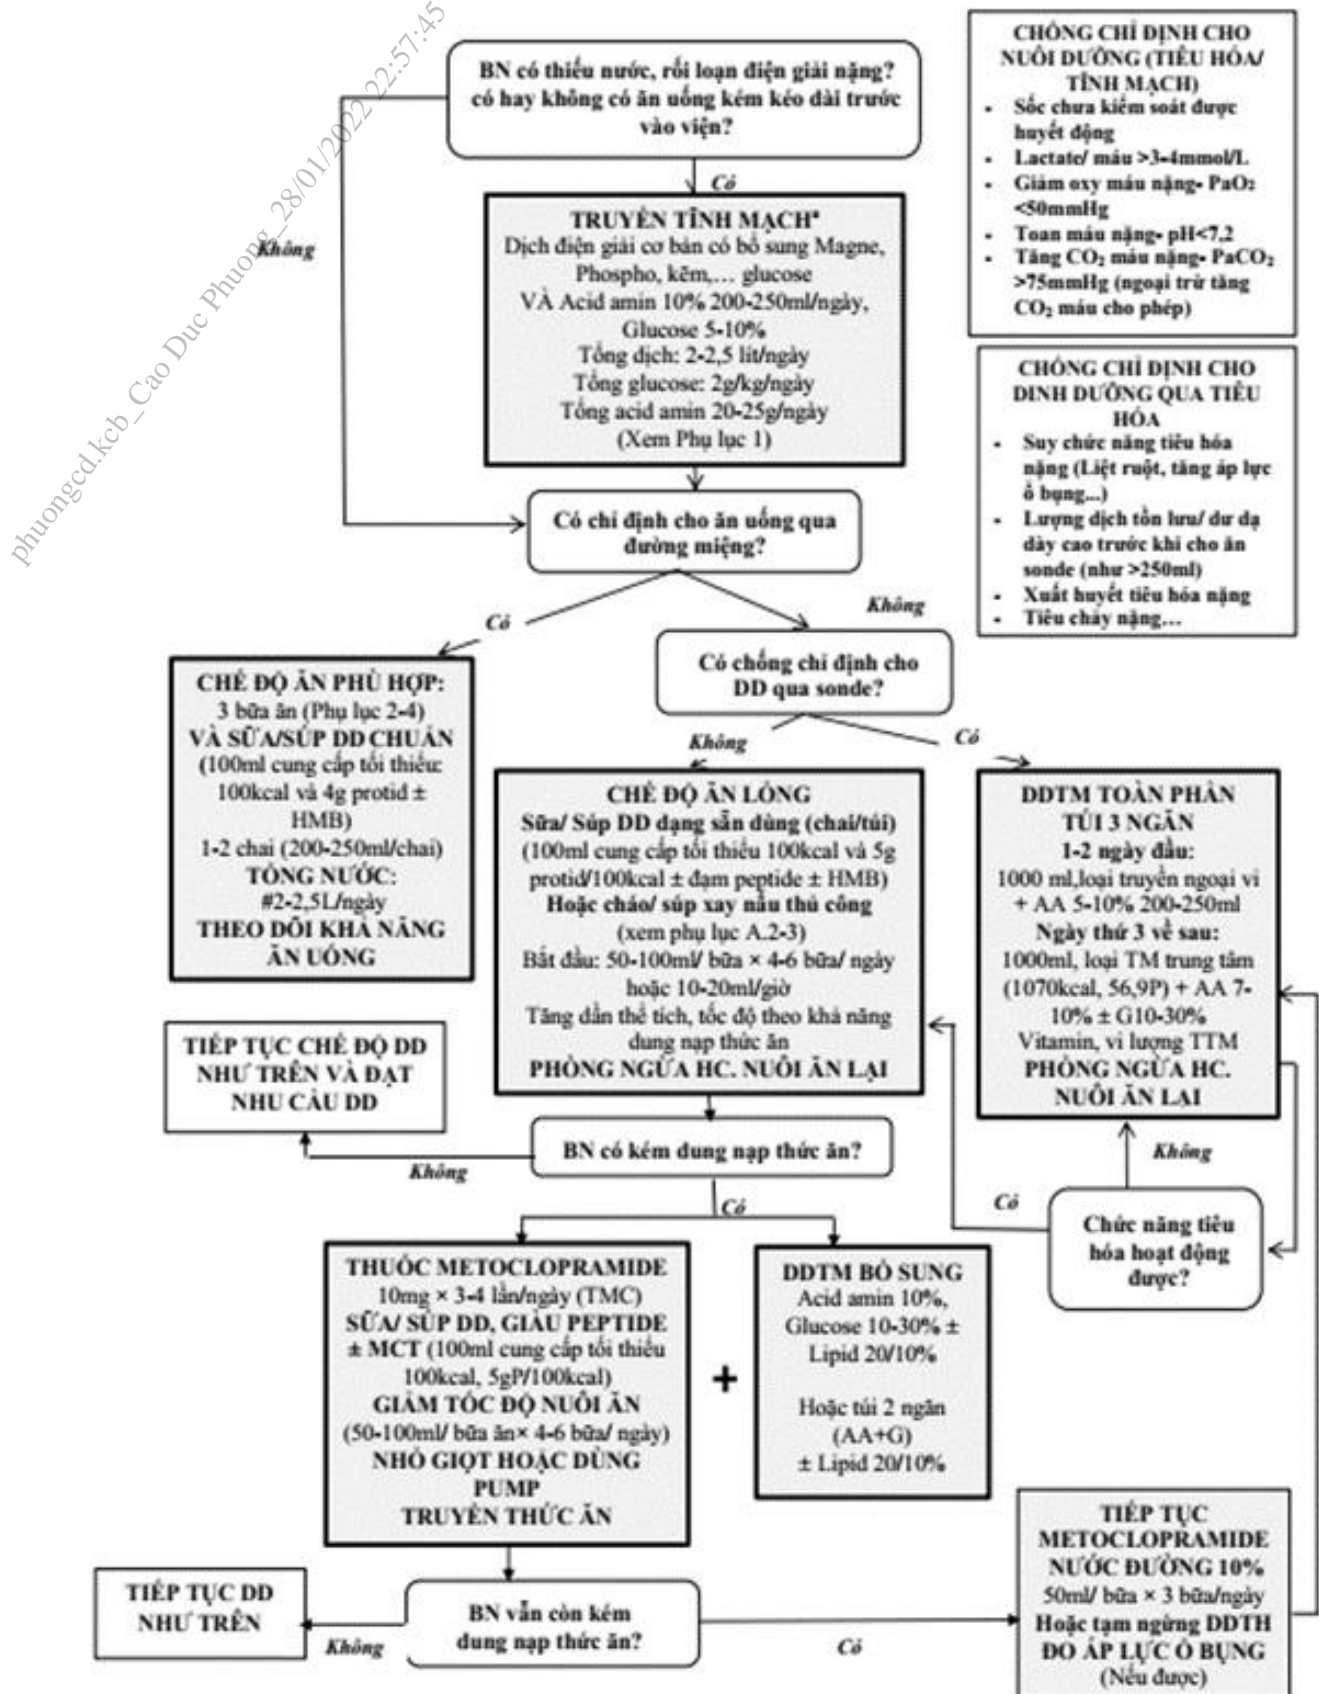 phuongcd.kcb_Cao Duc Phuong_28/01/2022 22:57:45
BN có thiếu nước, rối loạn điện giải nặng?
có hay không có ăn uống kém kéo dài trước
vào viện?
Có
Không
TRUYỀN TĨNH MẠCHª
Dịch điện giải cơ bản có bổ sung Magne,
Phospho, kẽm,... glucose
VÀ Acid amin 10% 200-250ml/ngày,
Glucose 5-10%
Tổng dịch: 2-2,5 lít/ngày
Tổng glucose: 2g/kg/ngày
Tổng acid amin 20-25g/ngày
(Xem Phụ lục 1)
CHỐNG CHỈ ĐỊNH CHO
NUÔI DƯỠNG (TIÊU HÓA/
TĨNH MẠCH)
- Sốc chưa kiểm soát được
huyết động
- Lactate/ máu >3-4mmol/L
- Giảm oxy máu nặng- PaO₂
<50mmHg
- Toan máu nặng- pH<7,2
- Tăng CO₂ máu nặng- PaCO₂
>75mmHg (ngoại trừ tăng
CO₂ máu cho phép)
CHỐNG CHỈ ĐỊNH CHO
DINH DƯỠNG QUA TIÊU
HÓA
- Suy chức năng tiêu hóa
nặng (Liệt ruột, tăng áp lực
ổ bụng...)
- Lượng dịch tồn lưu/ dư dạ
dày cao trước khi cho ăn
sonde (như >250ml)
- Xuất huyết tiêu hóa nặng
- Tiêu chảy nặng...
Có chỉ định cho ăn uống qua
đường miệng?
Có
Không
CHẾ ĐỘ ĂN PHÙ HỢP:
3 bữa ăn (Phụ lục 2-4)
VÀ SỮA/SÚP DD CHUẨN
(100ml cung cấp tối thiểu:
100kcal và 4g protid ±
HMB)
1-2 chai (200-250ml/chai)
TỔNG NƯỚC:
#2-2,5L/ngày
THEO DÕI KHẢ NĂNG
ĂN UỐNG
Có chống chỉ định cho
DD qua sonde?
Không
Có
CHẾ ĐỘ ĂN LỎNG
Sữa/ Súp DD dạng sẵn dùng (chai/túi)
(100ml cung cấp tối thiểu 100kcal và 5g
protid/100kcal ± đạm peptide ± HMB)
Hoặc cháo/ súp xay nấu thủ công
(xem phụ lục A.2-3)
Bắt đầu: 50-100ml/ bữa × 4-6 bữa/ ngày
hoặc 10-20ml/giờ
Tăng dần thể tích, tốc độ theo khả năng
dung nạp thức ăn
PHÒNG NGỪA HC. NUÔI ĂN LẠI
DDTM TOÀN PHẦN
TÚI 3 NGĂN
1-2 ngày đầu:
1000 ml,loại truyền ngoại vi
+ AA 5-10% 200-250ml
Ngày thứ 3 về sau:
1000ml, loại TM trung tâm
(1070kcal, 56,9P) + AA 7-
10% ± G10-30%
Vitamin, vi lượng TTM
PHÒNG NGỪA HC.
NUÔI ĂN LẠI
TIẾP TỤC CHẾ ĐỘ DD
NHƯ TRÊN VÀ ĐẠT
NHU CẦU DD
BN có kém dung nạp thức ăn?
Không
Có
Không
Có
Chức năng tiêu
hóa hoạt động
được?
THUỐC METOCLOPRAMIDE
10mg × 3-4 lần/ngày (TMC)
SỮA/ SÚP DD, GIÀU PEPTIDE
± MCT (100ml cung cấp tối thiểu
100kcal, 5gP/100kcal)
GIẢM TỐC ĐỘ NUÔI ĂN
(50-100ml/ bữa ăn× 4-6 bữa/ ngày)
NHỎ GIỌT HOẶC DÙNG
PUMP
TRUYỀN THỨC ĂN
+
DDTM BỔ SUNG
Acid amin 10%,
Glucose 10-30% ±
Lipid 20/10%
Hoặc túi 2 ngăn
(AA+G)
± Lipid 20/10%
TIẾP TỤC
METOCLOPRAMIDE
NƯỚC ĐƯỜNG 10%
50ml/ bữa × 3 bữa/ngày
Hoặc tạm ngừng DDTH
ĐO ÁP LỰC Ổ BỤNG
(Nếu được)
TIẾP TỤC DD
NHƯ TRÊN
BN vẫn còn kém
dung nạp thức ăn?
Không
Có